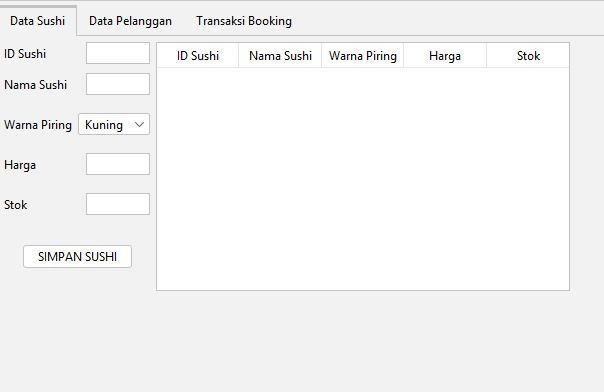 Data Sushi Data Pelanggan Transaksi Booking
ID Sushi
Nama Sushi
Warna Piring Kuning
Harga
Stok
SIMPAN SUSHI
ID Sushi Nama Sushi Warna Piring Harga Stok